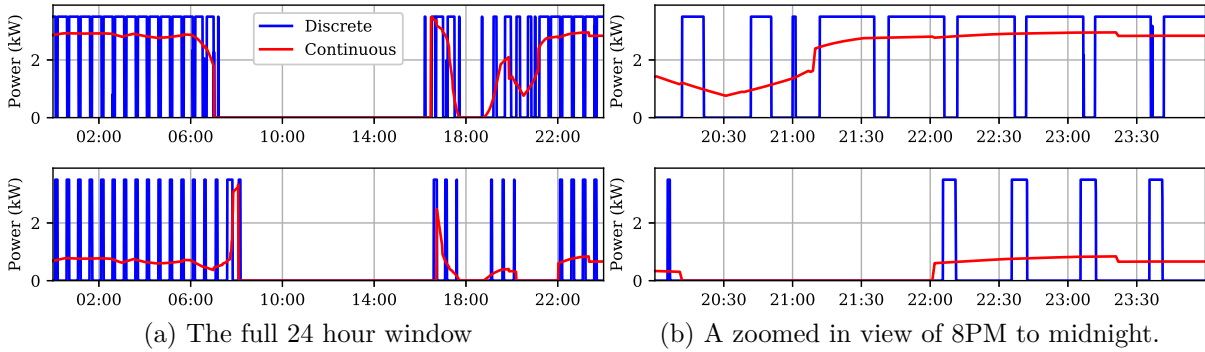 Power (kW)
2
0
Discrete
Continuous
02:00 06:00 10:00 14:00 18:00 22:00
Power (kW)
2
0
20:30 21:00 21:30 22:00 22:30 23:00 23:30
Power (kW)
2
0
02:00 06:00 10:00 14:00 18:00 22:00
Power (kW)
2
0
20:30 21:00 21:30 22:00 22:30 23:00 23:30
(a) The full 24 hour window
(b) A zoomed in view of 8PM to midnight.